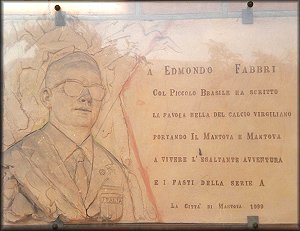 A EDMONDO FABBRI
COL PICCOLO BRASILE HA SCRITTO
LA FAVOLA BELLA DEL CALCIO VIRGILIANO
PORTANDO IL MANTOVA E MANTOVA
A VIVERE L'ESALTANTE AVVENTURA
E I FASTI DELLA SERIE A
LA CITTÀ DI MANTOVA 1999